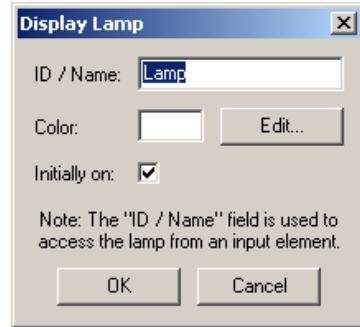 Display Lamp
ID / Name: Lamp
Color: Edit...
Initially on:
Note: The "ID / Name" field is used to
access the lamp from an input element.
OK Cancel